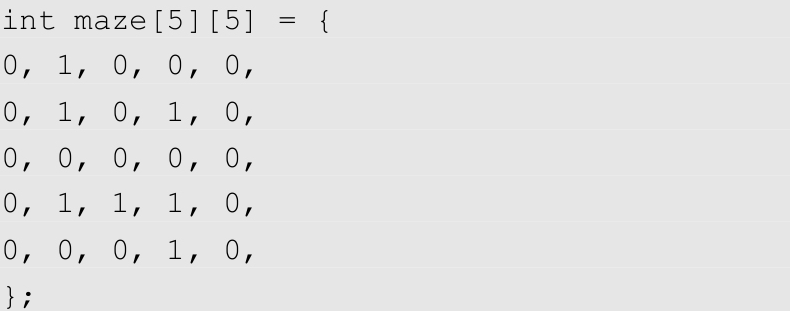 int maze[5][5] = {
0, 1, 0, 0, 0,
0, 1, 0, 1, 0,
0, 0, 0, 0, 0,
0, 1, 1, 1, 0,
0, 0, 0, 1, 0,
};